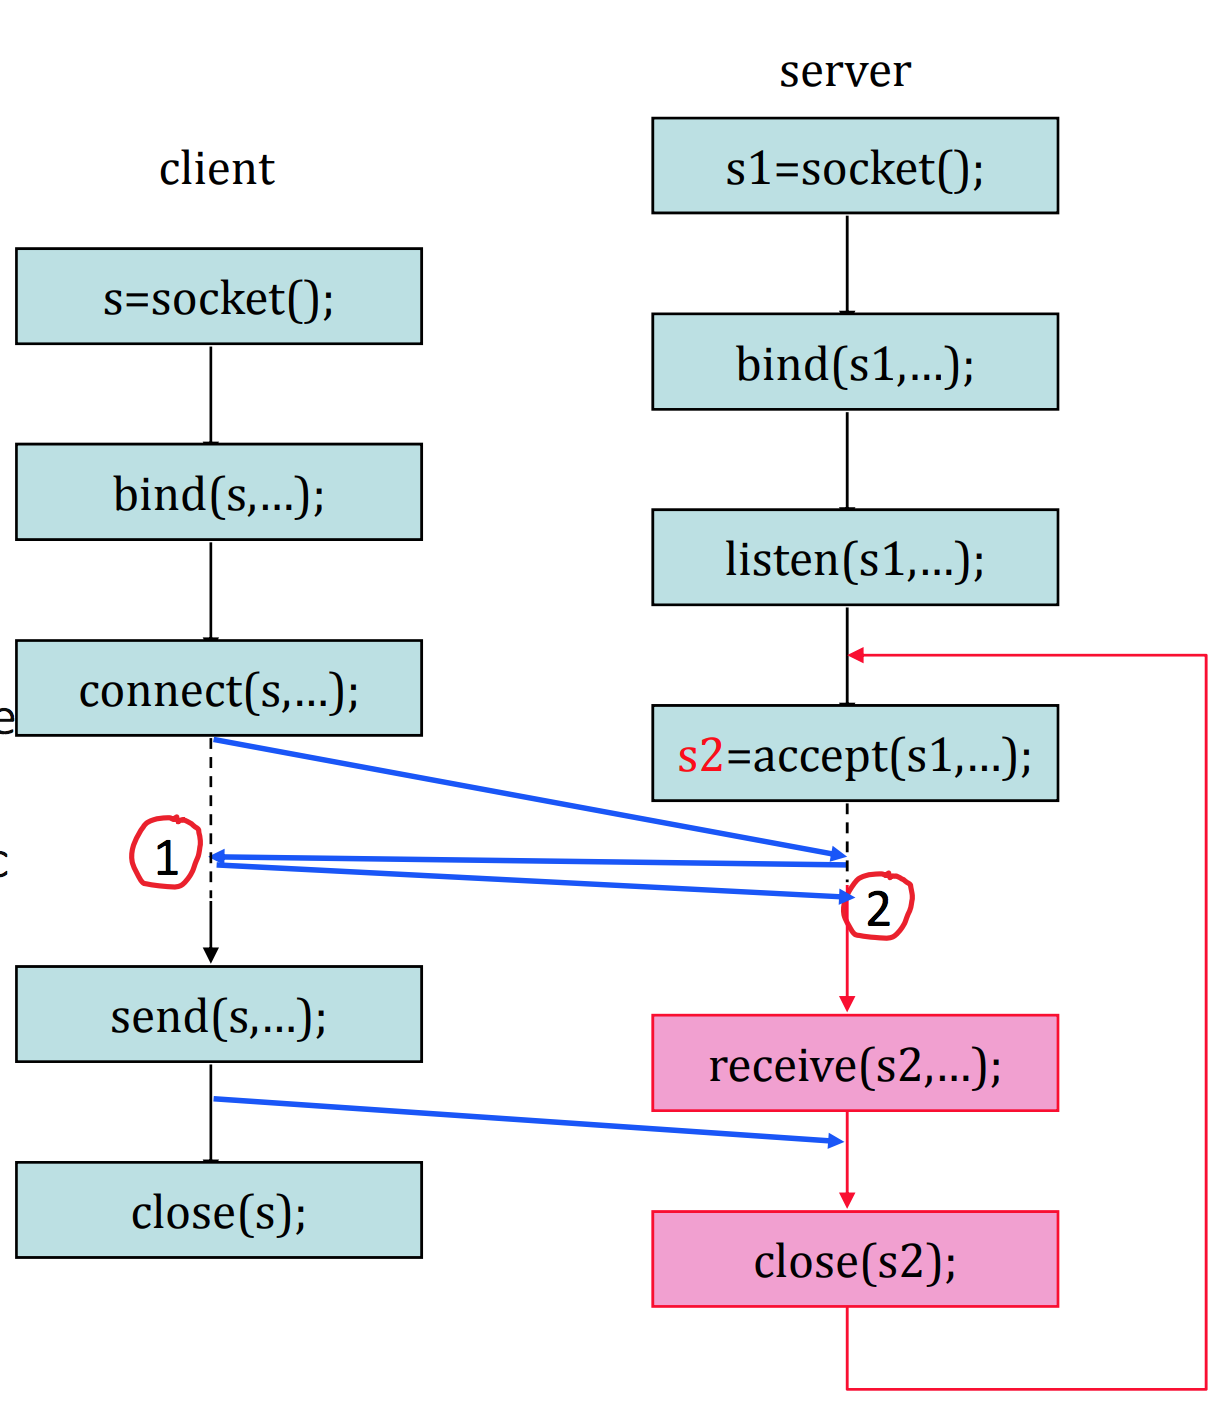 server
client
s1=socket();
s=socket();
bind(s1,...);
bind(s,...);
listen(s1,...);
connect(s,...);
e
s2=accept(s1,...);
1
c
2
send(s,...);
receive(s2,...);
close(s);
close(s2);